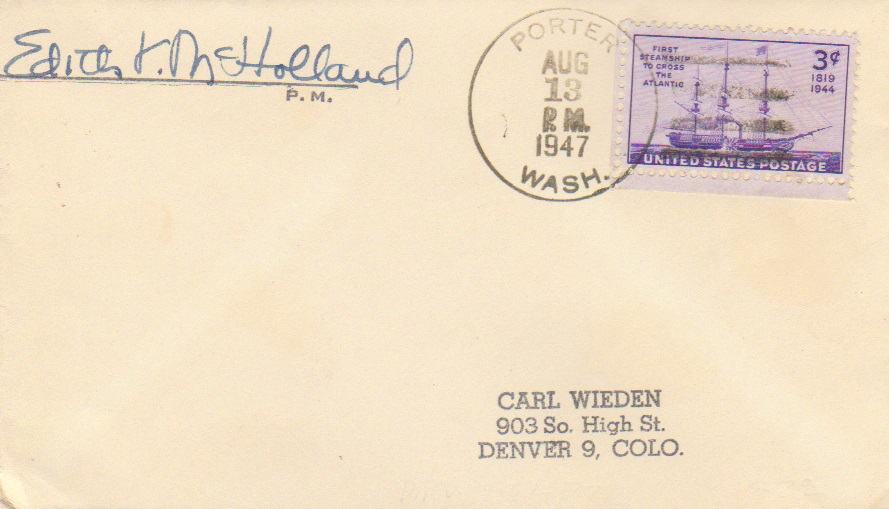 Edith K. McHolland
P.M.
PORTER
AUG
13
P.M.
1947
WASH.
FIRST
STEAMSHIP
TO CROSS
THE
ATLANTIC
3¢
1819
1944
UNITED STATES POSTAGE
CARL WIEDEN
903 So. High St.
DENVER 9, COLO.